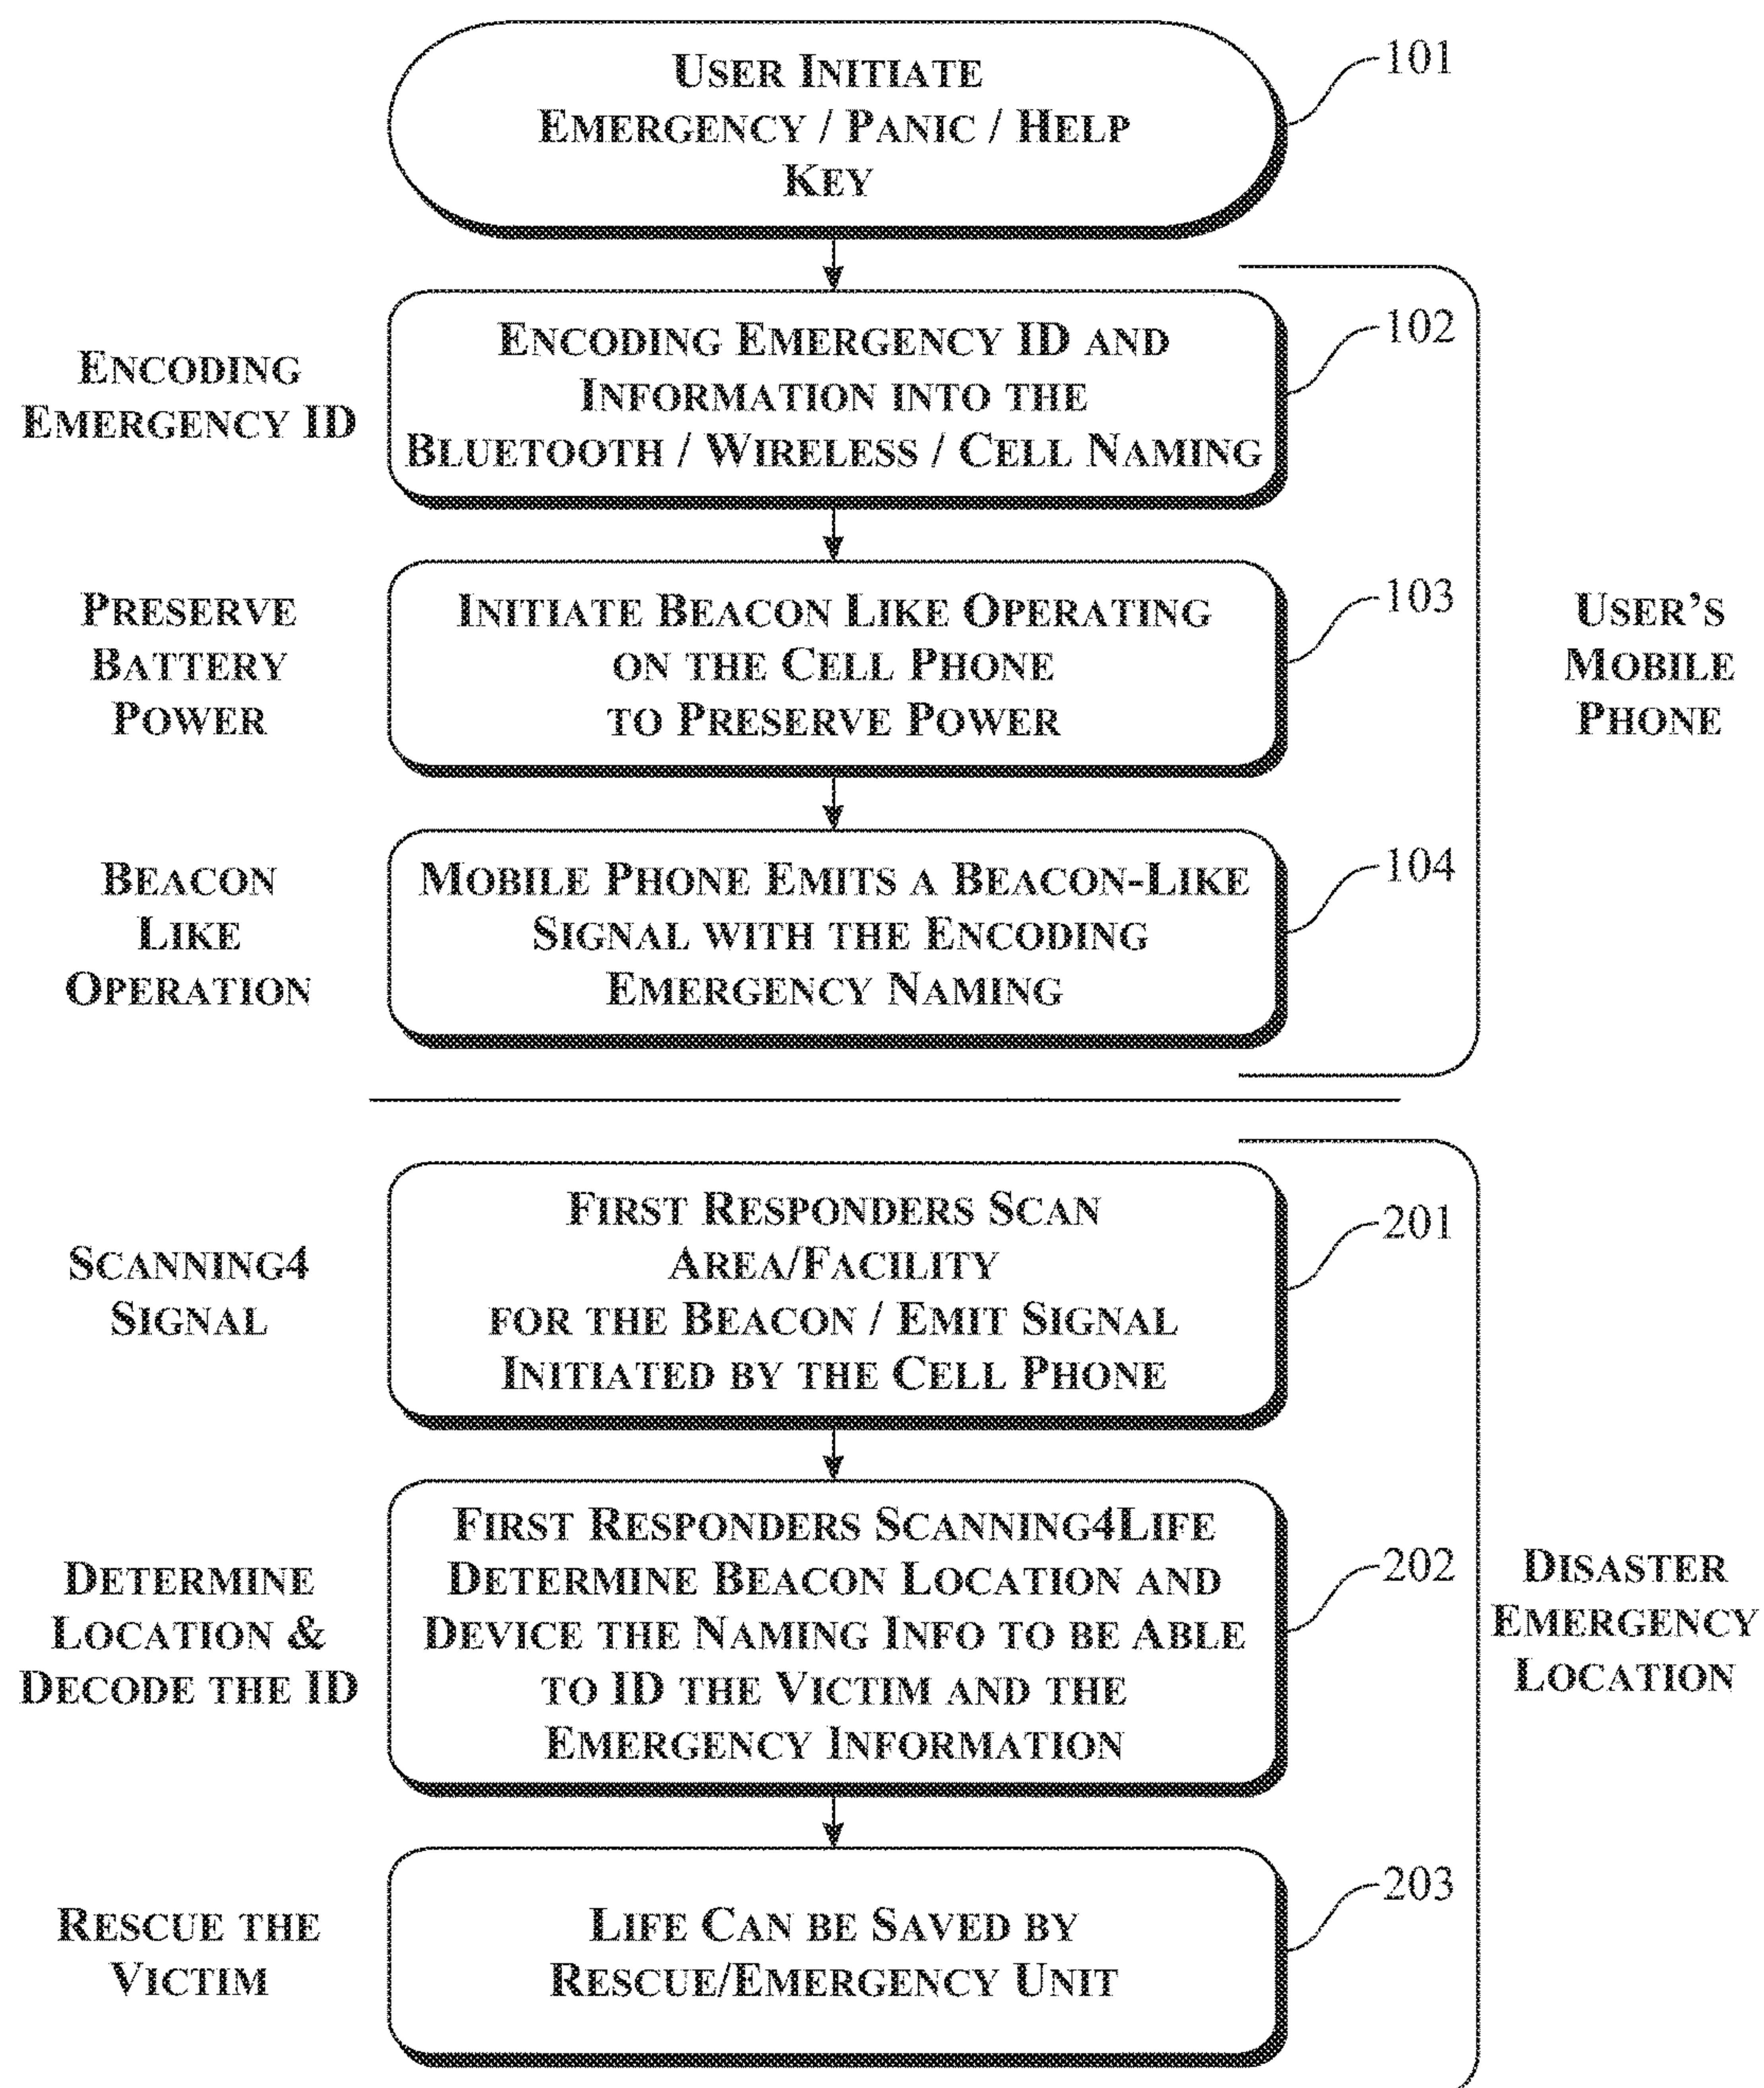 USER INITIATE
EMERGENCY / PANIC / HELP
KEY
101
ENCODING
EMERGENCY ID
ENCODING EMERGENCY ID AND
INFORMATION INTO THE
BLUETOOTH / WIRELESS / CELL NAMING
102
PRESERVE
BATTERY
POWER
INITIATE BEACON LIKE OPERATING
ON THE CELL PHONE
TO PRESERVE POWER
103
USER'S
MOBILE
PHONE
BEACON
LIKE
OPERATION
MOBILE PHONE EMITS A BEACON-LIKE
SIGNAL WITH THE ENCODING
EMERGENCY NAMING
104
SCANNING4
SIGNAL
FIRST RESPONDERS SCAN
AREA/FACILITY
FOR THE BEACON / EMIT SIGNAL
INITIATED BY THE CELL PHONE
201
DETERMINE
LOCATION &
DECODE THE ID
FIRST RESPONDERS SCANNING4LIFE
DETERMINE BEACON LOCATION AND
DEVICE THE NAMING INFO TO BE ABLE
TO ID THE VICTIM AND THE
EMERGENCY INFORMATION
202
DISASTER
EMERGENCY
LOCATION
RESCUE THE
VICTIM
LIFE CAN BE SAVED BY
RESCUE/EMERGENCY UNIT
203